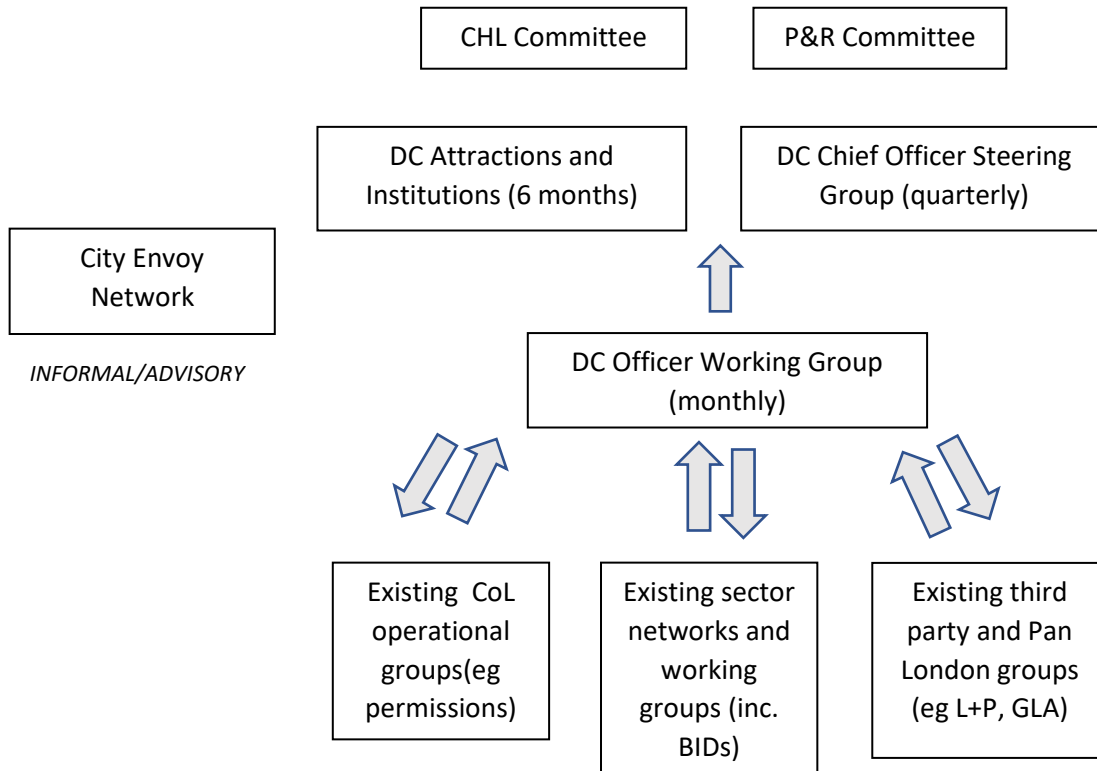 CHL Committee
P&R Committee
DC Attractions and
Institutions (6 months)
DC Chief Officer Steering
Group (quarterly)
City Envoy
Network
INFORMAL/ADVISORY
DC Officer Working Group
(monthly)
Existing CoL
operational
groups(eg
permissions)
Existing sector
networks and
working
groups (inc.
BIDs)
Existing third
party and Pan
London groups
(eg L+P, GLA)